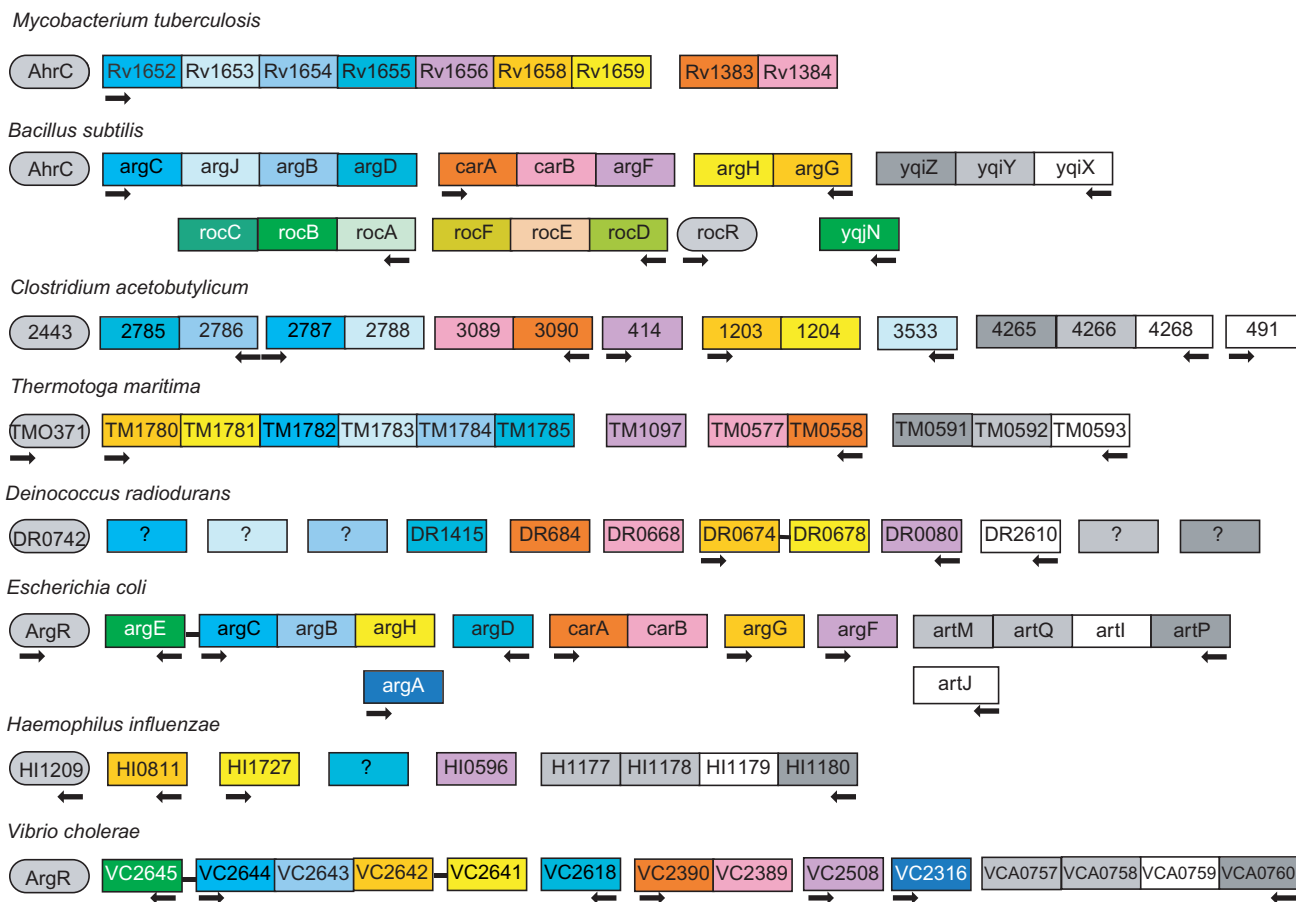 Mycobacterium tuberculosis
AhrC Rv1652 Rv1653 Rv1654 Rv1655 Rv1656 Rv1658 Rv1659 Rv1383 Rv1384
Bacillus subtilis
AhrC argC argJ argB argD carA carB argF argH argG yqiZ yqiY yqiX
rocC rocB rocA rocF rocE rocD rocR yqjN
Clostridium acetobutylicum
2443 2785 2786 2787 2788 3089 3090 414 1203 1204 3533 4265 4266 4268 491
Thermotoga maritima
TMO371 TM1780 TM1781 TM1782 TM1783 TM1784 TM1785 TM1097 TM0577 TM0558 TM0591 TM0592 TM0593
Deinococcus radiodurans
DR0742 ? ? ? DR1415 DR684 DR0668 DR0674 DR0678 DR0080 DR2610 ? ?
Escherichia coli
ArgR argE argC argB argH argD carA carB argG argF artM artQ artI artP
argA artJ
Haemophilus influenzae
HI1209 HI0811 HI1727 ? HI0596 H1177 HI1178 HI1179 HI1180
Vibrio cholerae
ArgR VC2645 VC2644 VC2643 VC2642 VC2641 VC2618 VC2390 VC2389 VC2508 VC2316 VCA0757 VCA0758 VCA0759 VCA0760